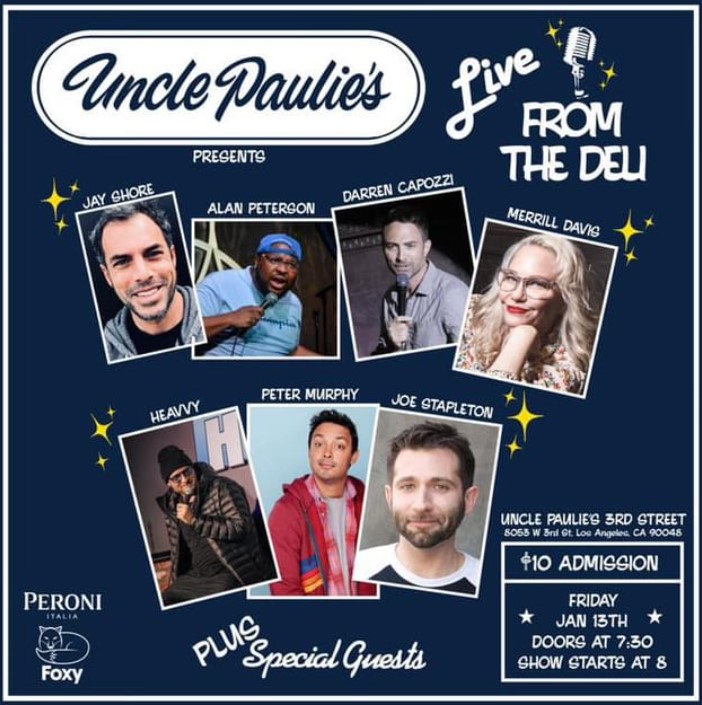 Uncle Paulie's
PRESENTS
Live
FROM
THE DELI
JAY SHORE
ALAN PETERSON
DARREN CAPOZZI
MERRILL DAVIS
HEAVVY
PETER MURPHY
JOE STAPLETON
H
UNCLE PAULIE'S 3RD STREET
8053 W 3rd St. Los Angeles, CA 90048
$10 ADMISSION
FRIDAY
JAN 13TH
DOORS AT 7:30
SHOW STARTS AT 8
PERONI
ITALIA
Foxy
PLUS
Special Guests